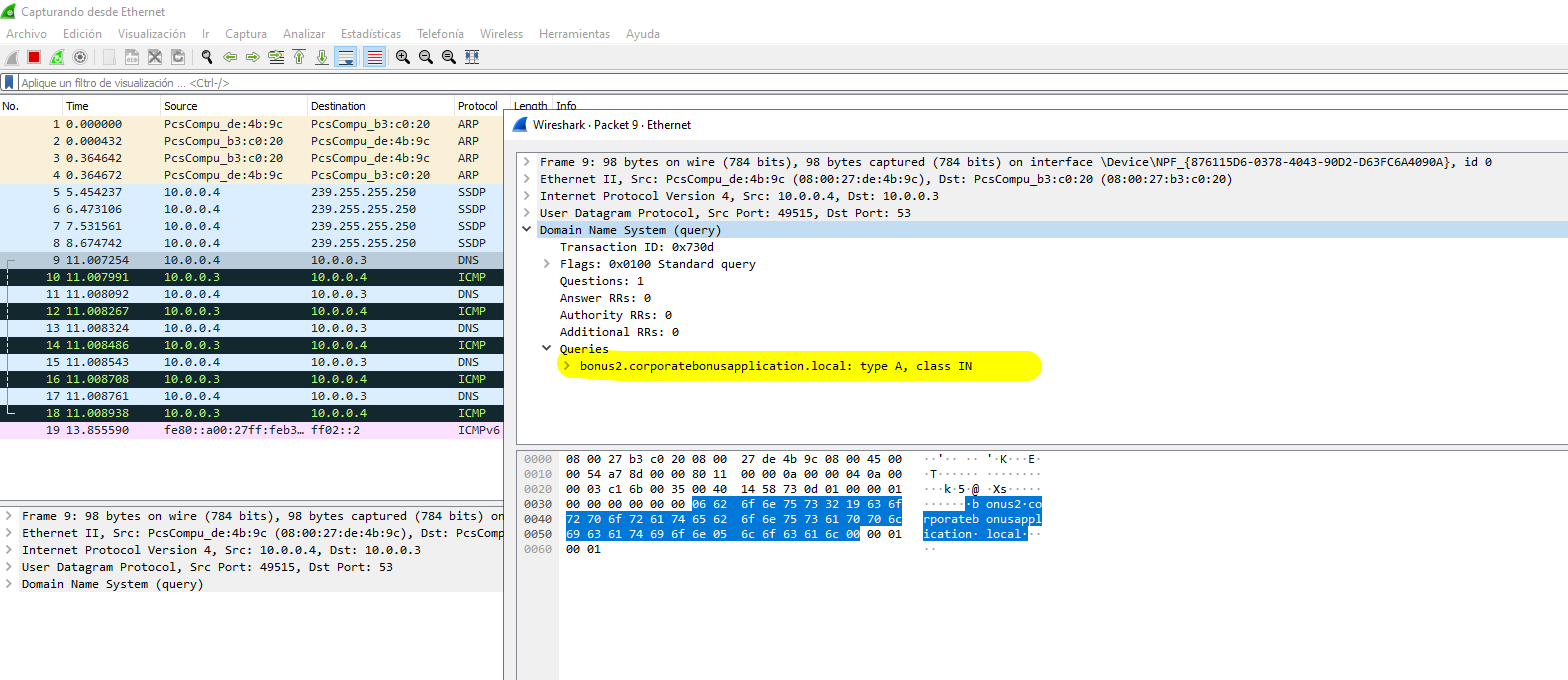 Capturando desde Ethernet
Archivo Edición Visualización Ir Captura Analizar Estadísticas Telefonía Wireless Herramientas Ayuda
Aplique un filtro de visualización ... <Ctrl-/>
No. Time Source Destination Protocol Length Info
1 0.000000 PcsCompu_de:4b:9c PcsCompu_b3:c0:20 ARP
2 0.000432 PcsCompu_b3:c0:20 PcsCompu_de:4b:9c ARP
3 0.364642 PcsCompu_b3:c0:20 PcsCompu_de:4b:9c ARP
4 0.364672 PcsCompu_de:4b:9c PcsCompu_b3:c0:20 ARP
5 5.454237 10.0.0.4 239.255.255.250 SSDP
6 6.473106 10.0.0.4 239.255.255.250 SSDP
7 7.531561 10.0.0.4 239.255.255.250 SSDP
8 8.674742 10.0.0.4 239.255.255.250 SSDP
9 11.007254 10.0.0.4 10.0.0.3 DNS
10 11.007991 10.0.0.3 10.0.0.4 ICMP
11 11.008092 10.0.0.4 10.0.0.3 DNS
12 11.008267 10.0.0.3 10.0.0.4 ICMP
13 11.008324 10.0.0.4 10.0.0.3 DNS
14 11.008486 10.0.0.3 10.0.0.4 ICMP
15 11.008543 10.0.0.4 10.0.0.3 DNS
16 11.008708 10.0.0.3 10.0.0.4 ICMP
17 11.008761 10.0.0.4 10.0.0.3 DNS
18 11.008938 10.0.0.3 10.0.0.4 ICMP
19 13.855590 fe80::a00:27ff:feb3… ff02::2 ICMPv6
Frame 9: 98 bytes on wire (784 bits), 98 bytes captured (784 bits) on
Ethernet II, Src: PcsCompu_de:4b:9c (08:00:27:de:4b:9c), Dst: PcsComp
Internet Protocol Version 4, Src: 10.0.0.4, Dst: 10.0.0.3
User Datagram Protocol, Src Port: 49515, Dst Port: 53
Domain Name System (query)
Wireshark · Packet 9 · Ethernet
Frame 9: 98 bytes on wire (784 bits), 98 bytes captured (784 bits) on interface \Device\NPF_{876115D6-0378-4043-90D2-D63FC6A4090A}, id 0
Ethernet II, Src: PcsCompu_de:4b:9c (08:00:27:de:4b:9c), Dst: PcsCompu_b3:c0:20 (08:00:27:b3:c0:20)
Internet Protocol Version 4, Src: 10.0.0.4, Dst: 10.0.0.3
User Datagram Protocol, Src Port: 49515, Dst Port: 53
Domain Name System (query)
Transaction ID: 0x730d
Flags: 0x0100 Standard query
Questions: 1
Answer RRs: 0
Authority RRs: 0
Additional RRs: 0
Queries
bonus2.corporatebonusapplication.local: type A, class IN
0000 08 00 27 b3 c0 20 08 00 27 de 4b 9c 08 00 45 00 ··'·· ·· '·K···E·
0010 00 54 a7 8d 00 00 80 11 00 00 0a 00 00 04 0a 00 ·T······ ········
0020 00 03 c1 6b 00 35 00 40 14 58 73 0d 01 00 00 01 ···k·5·@ ·Xs·····
0030 00 00 00 00 00 00 06 62 6f 6e 75 73 32 19 63 6f ·······b onus2·co
0040 72 70 6f 72 61 74 65 62 6f 6e 75 73 61 70 70 6c rporateb onusappl
0050 69 63 61 74 69 6f 6e 05 6c 6f 63 61 6c 00 00 01 ication· local···
0060 00 01 ··